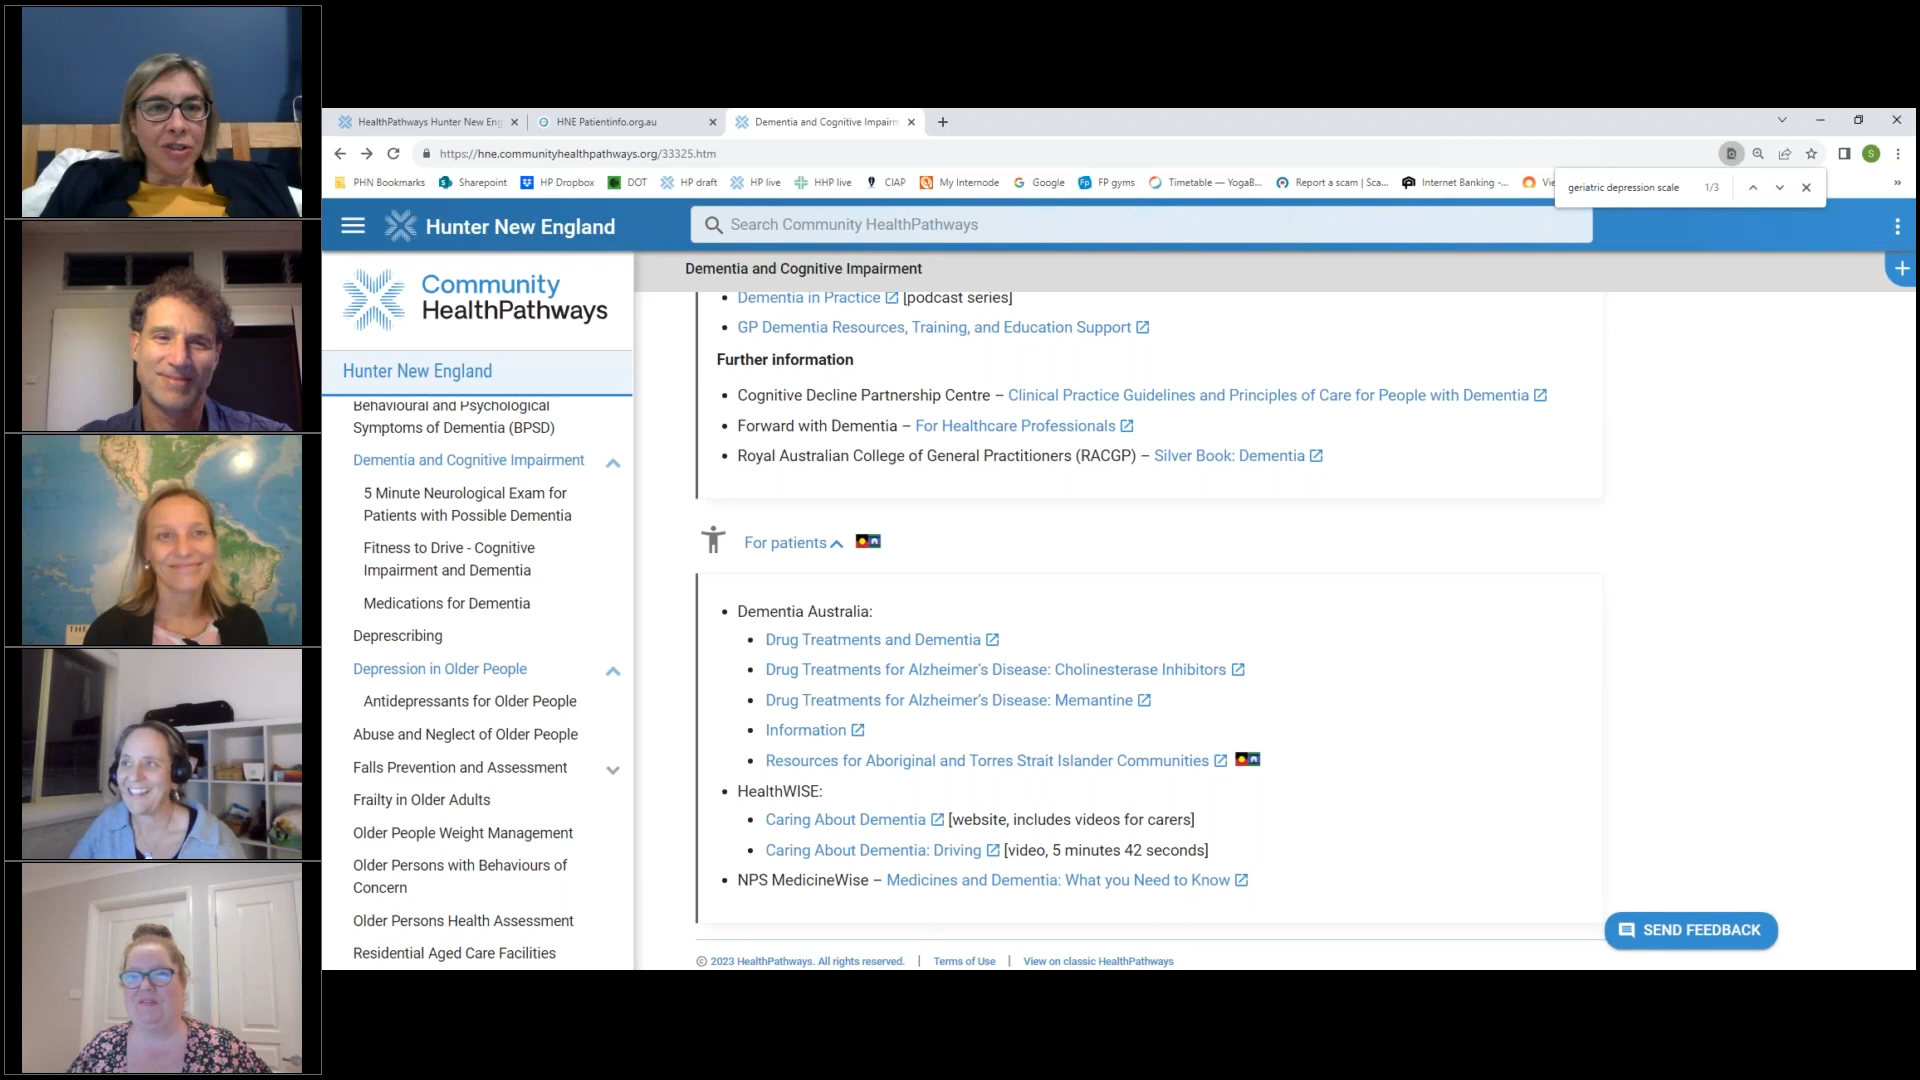 HealthPathways Hunter New Eng
HNE Patientinfo.org.au
Dementia and Cognitive Impairm
https://hne.communityhealthpathways.org/33325.htm
S
PHN Bookmarks
Sharepoint
HP Dropbox
DOT
HP draft
HP live
HHP live
CIAP
My Internode
Google
FP gyms
Timetable — YogaB...
Report a scam | Sca...
Internet Banking -...
Vie
»
geriatric depression scale 1/3
Hunter New England
Search Community HealthPathways
Community
HealthPathways
Hunter New England
Behavioural and Psychological
Symptoms of Dementia (BPSD)
Dementia and Cognitive Impairment
5 Minute Neurological Exam for
Patients with Possible Dementia
Fitness to Drive - Cognitive
Impairment and Dementia
Medications for Dementia
Deprescribing
Depression in Older People
Antidepressants for Older People
Abuse and Neglect of Older People
Falls Prevention and Assessment
Frailty in Older Adults
Older People Weight Management
Older Persons with Behaviours of
Concern
Older Persons Health Assessment
Residential Aged Care Facilities
Dementia and Cognitive Impairment
• Dementia in Practice [podcast series]
• GP Dementia Resources, Training, and Education Support
Further information
• Cognitive Decline Partnership Centre – Clinical Practice Guidelines and Principles of Care for People with Dementia
• Forward with Dementia – For Healthcare Professionals
• Royal Australian College of General Practitioners (RACGP) – Silver Book: Dementia
For patients
• Dementia Australia:
• Drug Treatments and Dementia
• Drug Treatments for Alzheimer's Disease: Cholinesterase Inhibitors
• Drug Treatments for Alzheimer's Disease: Memantine
• Information
• Resources for Aboriginal and Torres Strait Islander Communities
• HealthWISE:
• Caring About Dementia [website, includes videos for carers]
• Caring About Dementia: Driving [video, 5 minutes 42 seconds]
• NPS MedicineWise – Medicines and Dementia: What you Need to Know
SEND FEEDBACK
© 2023 HealthPathways. All rights reserved. | Terms of Use | View on classic HealthPathways
THE